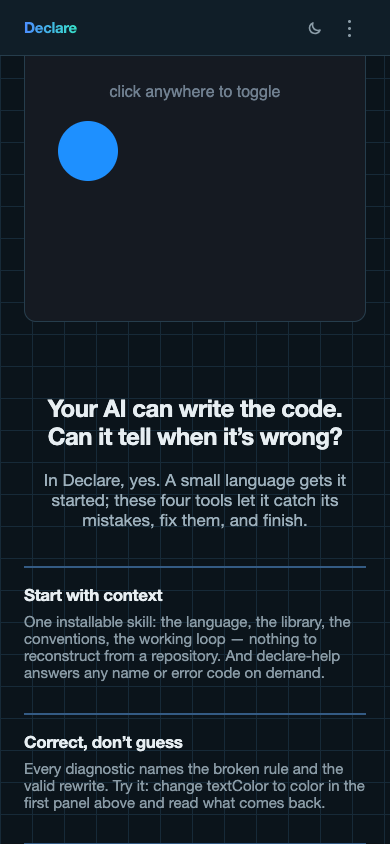 Declare
click anywhere to toggle
Your AI can write the code.
Can it tell when it’s wrong?
In Declare, yes. A small language gets it
started; these four tools let it catch its
mistakes, fix them, and finish.
Start with context
One installable skill: the language, the library, the
conventions, the working loop — nothing to
reconstruct from a repository. And declare-help
answers any name or error code on demand.
Correct, don’t guess
Every diagnostic names the broken rule and the
valid rewrite. Try it: change textColor to color in the
first panel above and read what comes back.